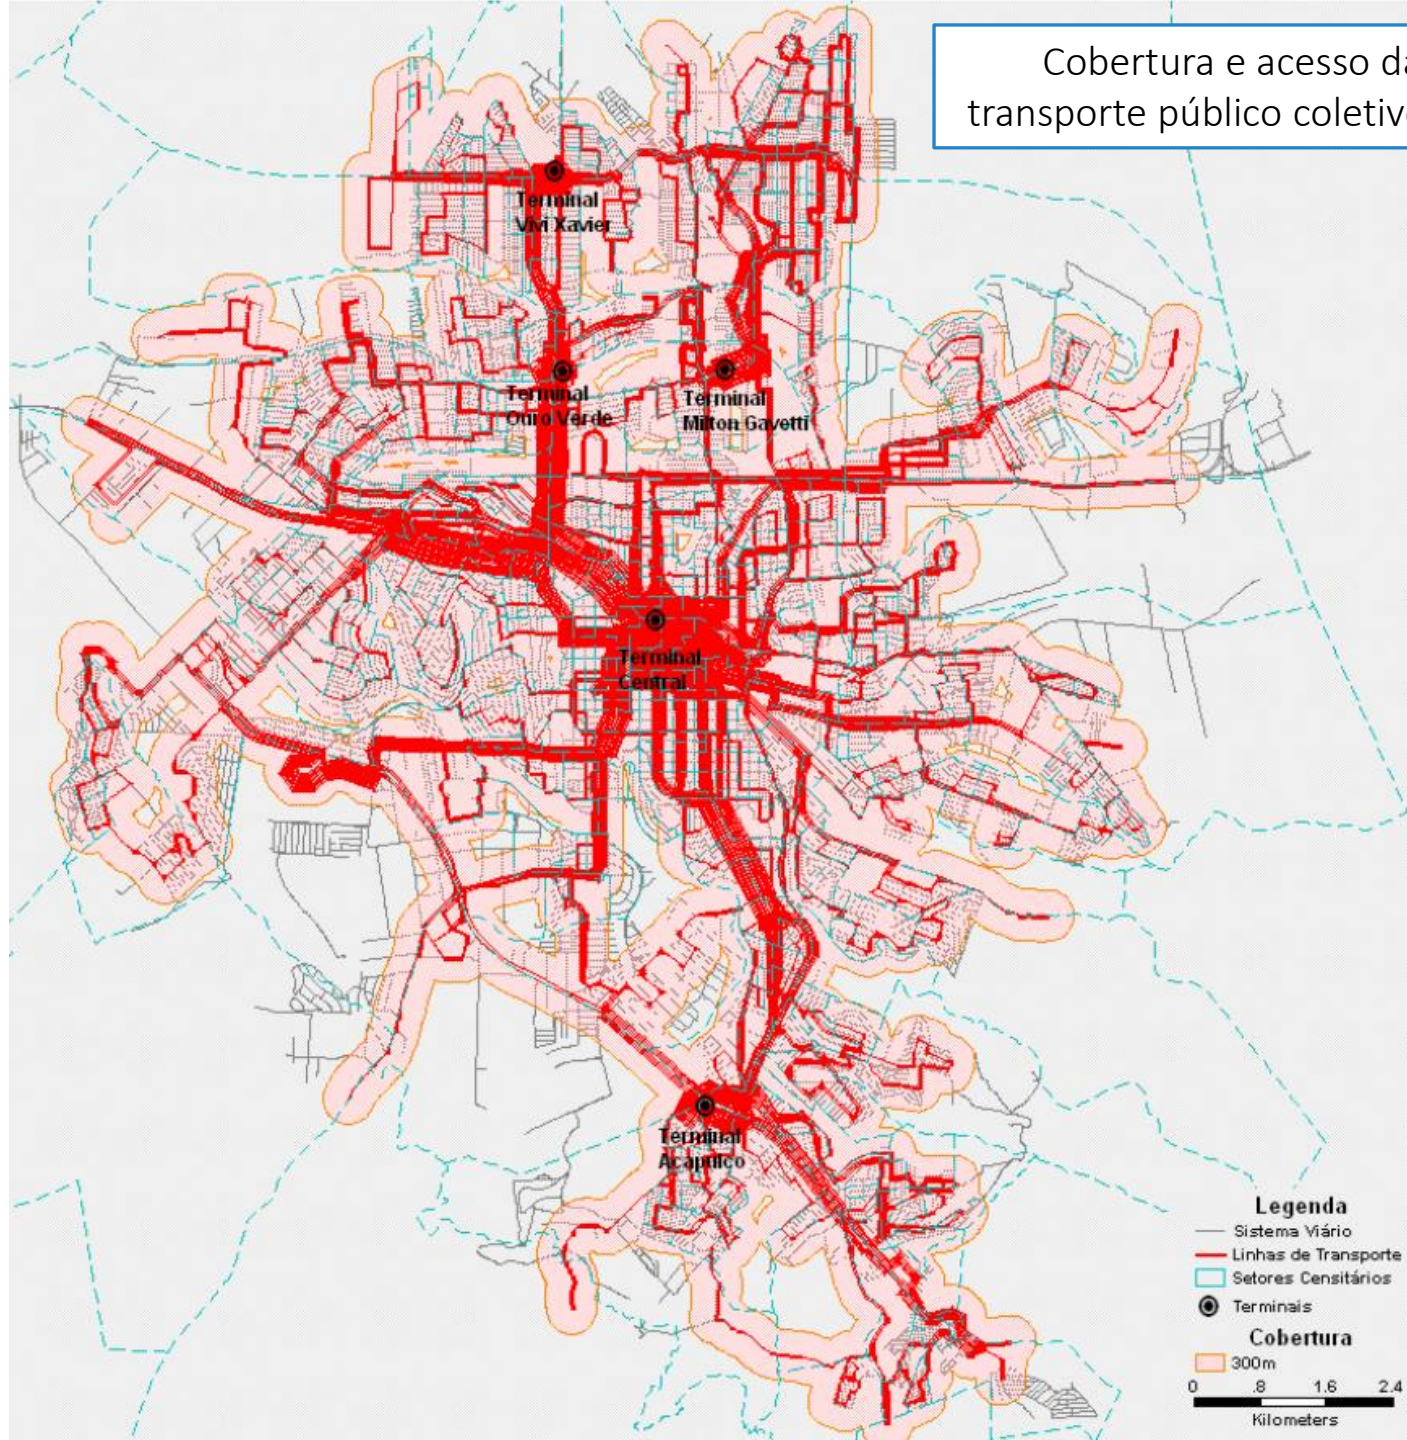 Cobertura e acesso da
transporte público coletivo
Terminal
Vivi Xavier
Terminal
Ouro Verde
Terminal
Milton Gavetti
Terminal
Central
Terminal
Acapulco
Legenda
Sistema Viário
Linhas de Transporte
Setores Censitários
Terminais
Cobertura
300m
0 .8 1.6 2.4
Kilometers